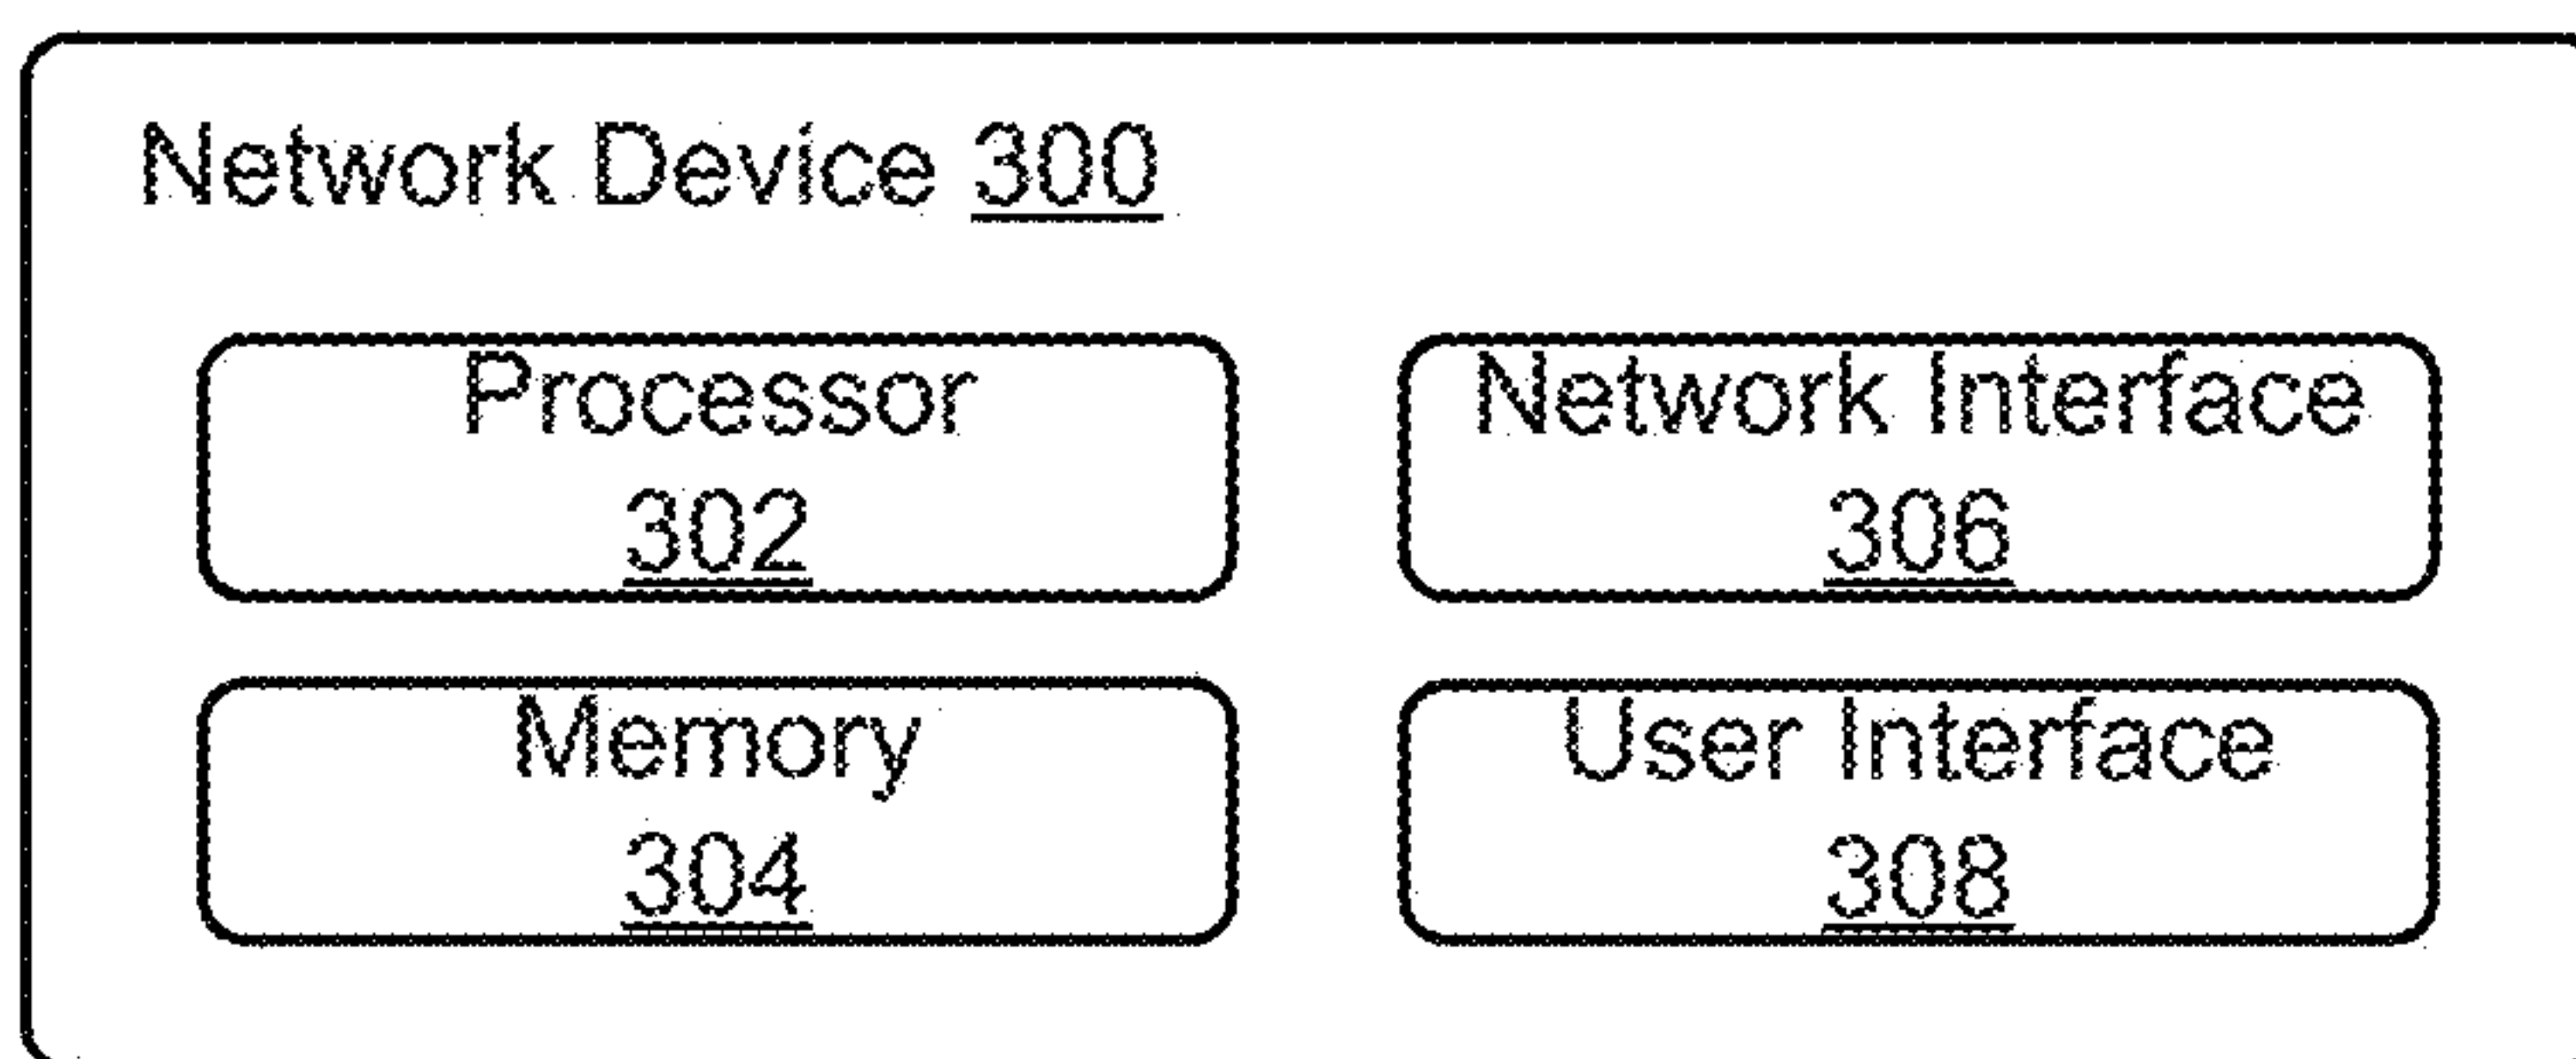 Network Device 300
Processor
302
Network Interface
306
Memory
304
User Interface
308